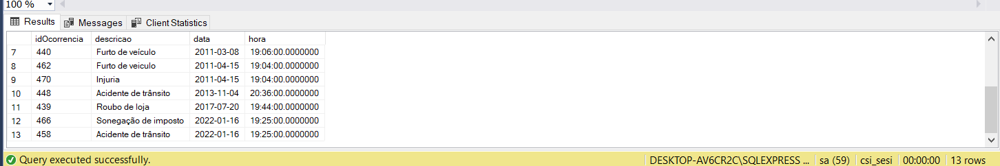 100 %
Results Messages Client Statistics
idOcorrencia descricao data hora
7 440 Furto de veículo 2011-03-08 19:06:00.0000000
8 462 Furto de veiculo 2011-04-15 19:04:00.0000000
9 470 Injuria 2011-04-15 19:04:00.0000000
10 448 Acidente de trânsito 2013-11-04 20:36:00.0000000
11 439 Roubo de loja 2017-07-20 19:44:00.0000000
12 466 Sonegação de imposto 2022-01-16 19:25:00.0000000
13 458 Acidente de trânsito 2022-01-16 19:25:00.0000000
Query executed successfully. DESKTOP-AV6CR2C\SQLEXPRESS ... sa (59) csi_sesi 00:00:00 13 rows